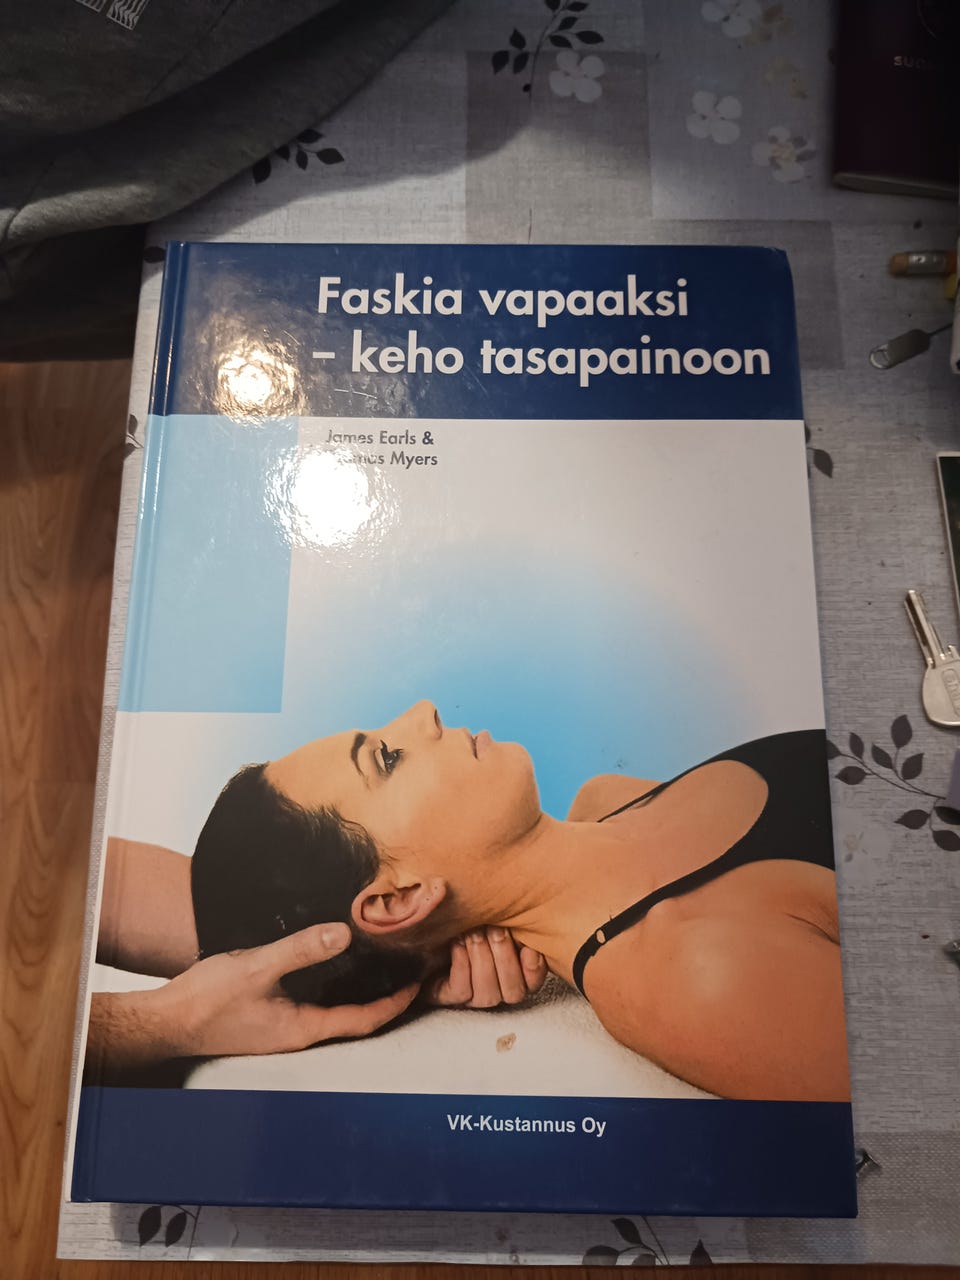 Faskia vapaaksi
– keho tasapainoon
James Earls &
Myers
VK-Kustannus Oy